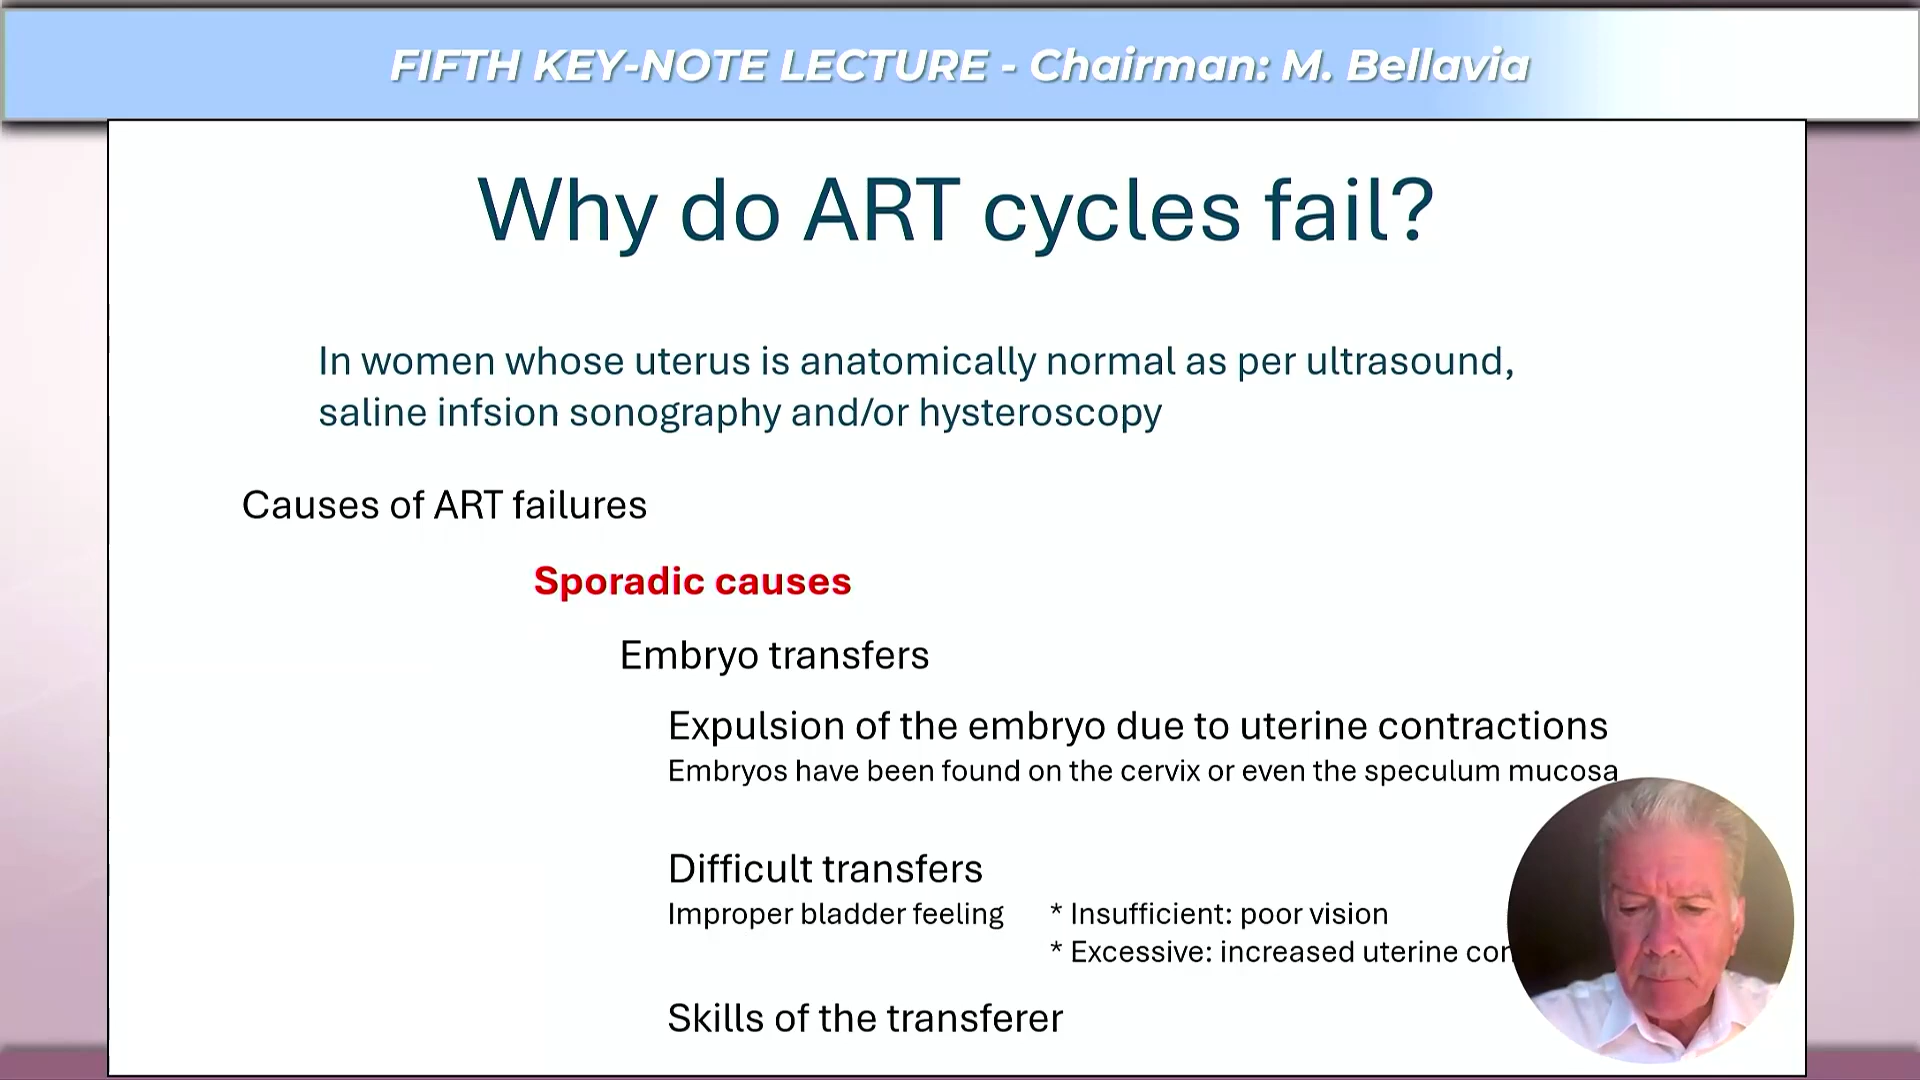 FIFTH KEY-NOTE LECTURE - Chairman: M. Bellavia
Why do ART cycles fail?
In women whose uterus is anatomically normal as per ultrasound,
saline infsion sonography and/or hysteroscopy
Causes of ART failures
Sporadic causes
Embryo transfers
Expulsion of the embryo due to uterine contractions
Embryos have been found on the cervix or even the speculum mucosa
Difficult transfers
Improper bladder feeling * Insufficient: poor vision
* Excessive: increased uterine
Skills of the transferer